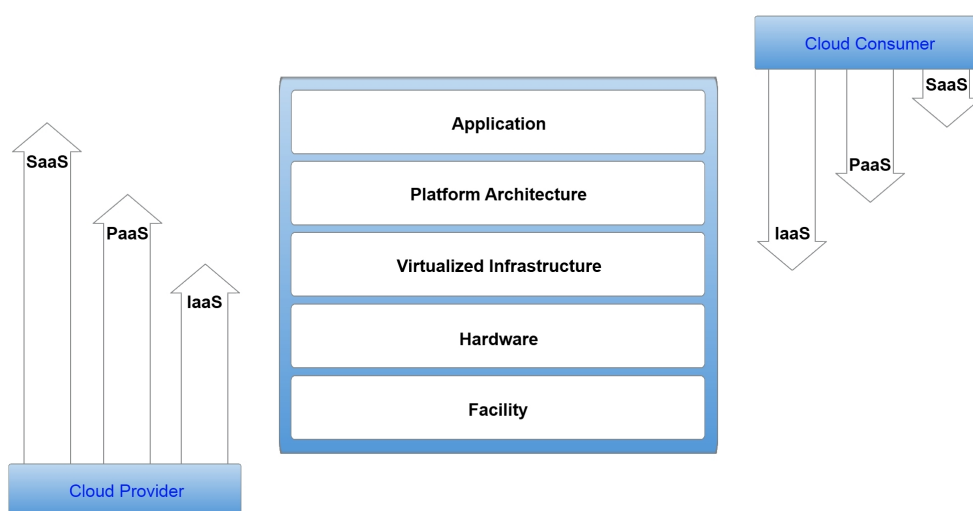 Cloud Consumer
SaaS
PaaS
IaaS
Application
Platform Architecture
Virtualized Infrastructure
Hardware
Facility
SaaS
PaaS
IaaS
Cloud Provider